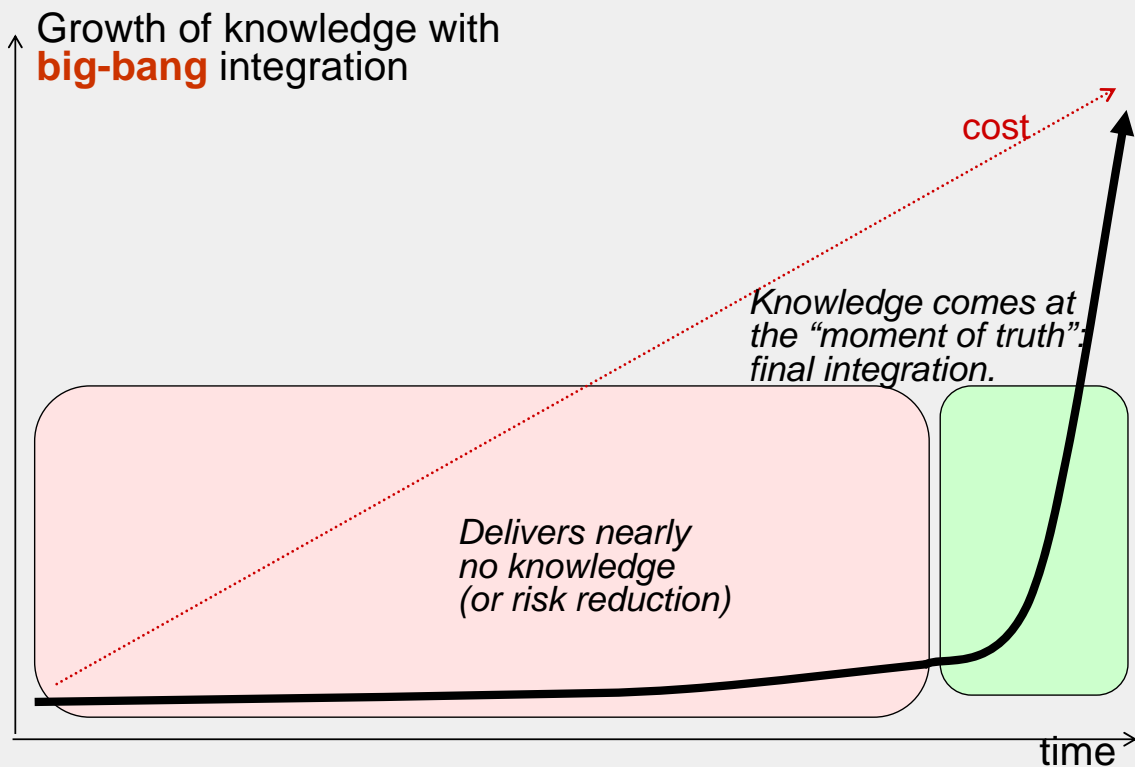 Growth of knowledge with
big-bang integration
cost
Knowledge comes at
the “moment of truth”:
final integration.
Delivers nearly
no knowledge
(or risk reduction)
time